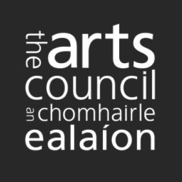 the arts
council
an chomhairle
ealaíon